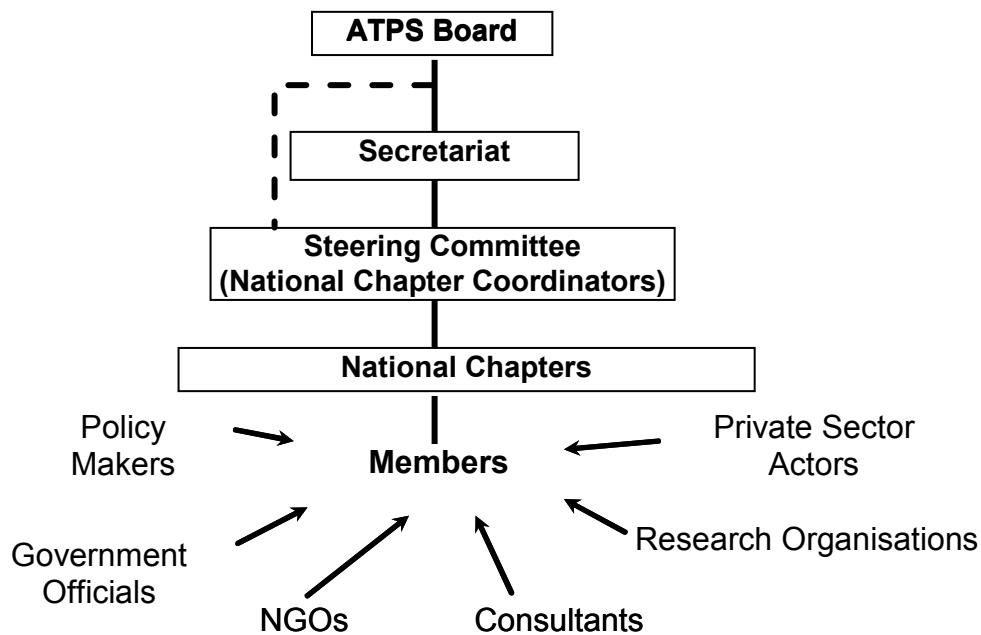 ATPS Board
Secretariat
Steering Committee
(National Chapter Coordinators)
National Chapters
Policy
Makers
Members
Private Sector
Actors
Government
Officials
Research Organisations
NGOs
Consultants